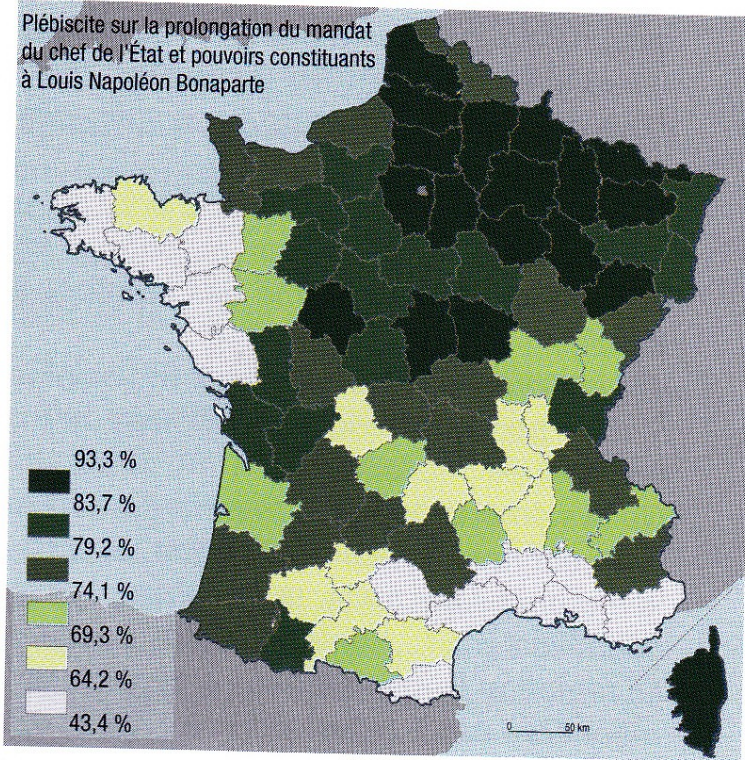 Plébiscite sur la prolongation du mandat
du chef de l'État et pouvoirs constituants
à Louis Napoléon Bonaparte
93,3 %
83,7 %
79,2 %
74,1 %
69,3 %
64,2 %
43,4 %
0 50 km